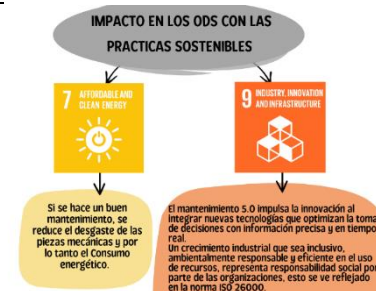 IMPACTO EN LOS ODS CON LAS
PRACTICAS SOSTENIBLES
7 AFFORDABLE AND
CLEAN ENERGY
9 INDUSTRY, INNOVATION
AND INFRASTRUCTURE
Si se hace un buen
mantenimiento, se
reduce el desgaste de las
piezas mecánicas y por
lo tanto el Consumo
energético.
El mantenimiento 5.0 impulsa la innovación al
integrar nuevas tecnologías que optimizan la toma
de decisiones con información precisa y en tiempo
real.
Un crecimiento industrial que sea inclusivo,
ambientalmente responsable y eficiente en el uso
de recursos, representa responsabilidad social por
parte de las organizaciones, esto se ve reflejado
en la norma ISO 26000.